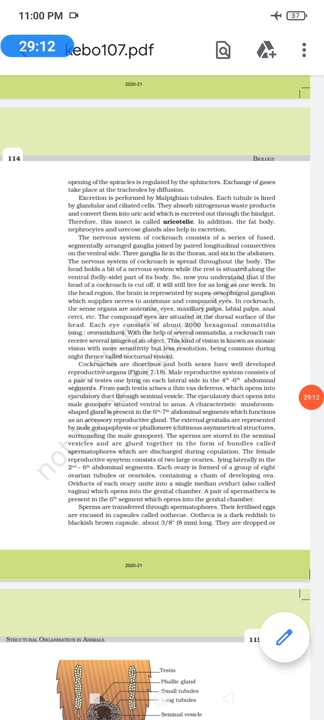 11:00 PM
37
29:12
kebo107.pdf
2020-21
114
BIOLOGY
opening of the spiracles is regulated by the sphincters. Exchange of gases
take place at the tracheoles by diffusion.
Excretion is performed by Malpighian tubules. Each tubule is lined
by glandular and ciliated cells. They absorb nitrogenous waste products
and convert them into uric acid which is excreted out through the hindgut.
Therefore, this insect is called uricotelic. In addition, the fat body,
nephrocytes and urecose glands also help in excretion.
The nervous system of cockroach consists of a series of fused,
segmentally arranged ganglia joined by paired longitudinal connectives
on the ventral side. Three ganglia lie in the thorax, and six in the abdomen.
The nervous system of cockroach is spread throughout the body. The
head holds a bit of a nervous system while the rest is situated along the
ventral (belly-side) part of its body. So, now you understand that if the
head of a cockroach is cut off, it will still live for as long as one week. In
the head region, the brain is represented by supra-oesophageal ganglion
which supplies nerves to antennae and compound eyes. In cockroach,
the sense organs are antennae, eyes, maxillary palps, labial palps, anal
cerci, etc. The compound eyes are situated at the dorsal surface of the
head. Each eye consists of about 2000 hexagonal ommatidia
(sing.: ommatidium). With the help of several ommatidia, a cockroach can
receive several images of an object. This kind of vision is known as mosaic
vision with more sensitivity but less resolution, being common during
night (hence called nocturnal vision).
Cockroaches are dioecious and both sexes have well developed
reproductive organs (Figure 7.18). Male reproductive system consists of
a pair of testes one lying on each lateral side in the 4th -6th abdominal
segments. From each testis arises a thin vas deferens, which opens into
ejaculatory duct through seminal vesicle. The ejaculatory duct opens into
male gonopore situated ventral to anus. A characteristic mushroom-
shaped gland is present in the 6th-7th abdominal segments which functions
as an accessory reproductive gland. The external genitalia are represented
by male gonapophysis or phallomere (chitinous asymmetrical structures,
surrounding the male gonopore). The sperms are stored in the seminal
vesicles and are glued together in the form of bundles called
spermatophores which are discharged during copulation. The female
reproductive sysytem consists of two large ovaries, lying laterally in the
2nd – 6th abdominal segments. Each ovary is formed of a group of eight
ovarian tubules or ovarioles, containing a chain of developing ova.
Oviducts of each ovary unite into a single median oviduct (also called
vagina) which opens into the genital chamber. A pair of spermatheca is
present in the 6th segment which opens into the genital chamber.
Sperms are transferred through spermatophores. Their fertilised eggs
are encased in capsules called oothecae. Ootheca is a dark reddish to
blackish brown capsule, about 3/8" (8 mm) long. They are dropped or
29:12
2020-21
STRUCTURAL ORGANISATION IN ANIMALS
115
Testis
Phallic gland
Small tubules
tubules
Seminal vesicle